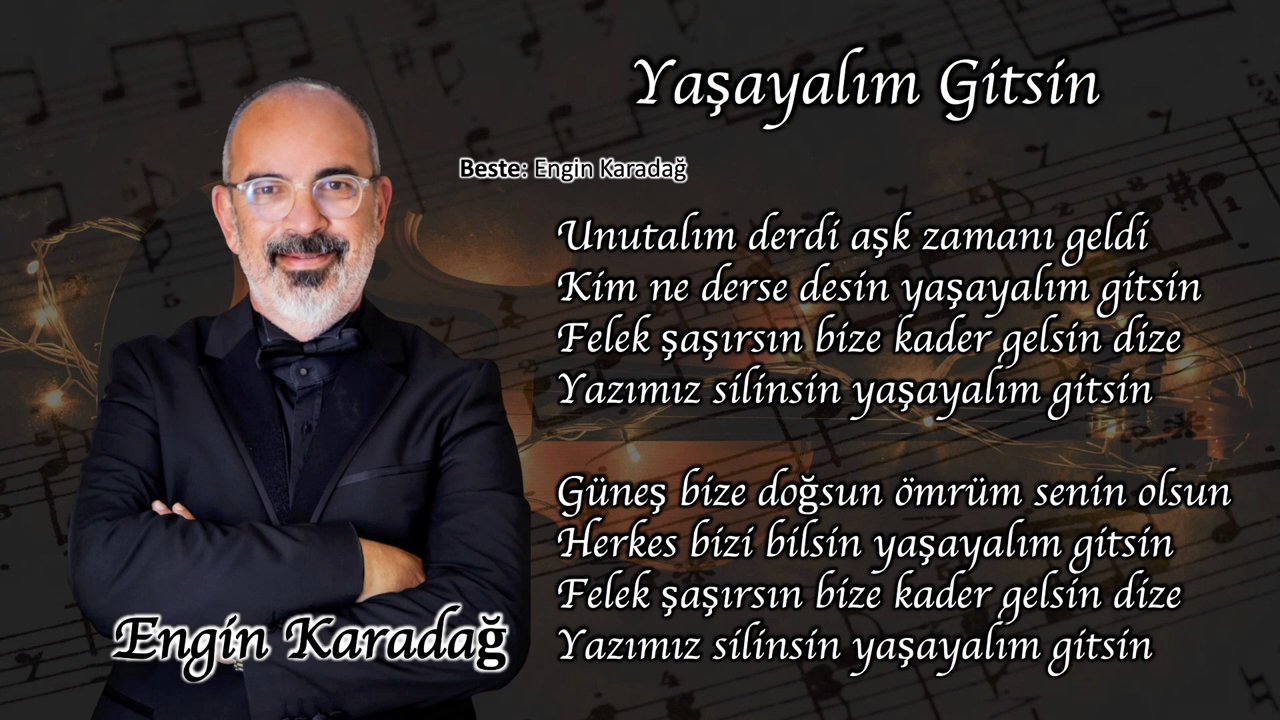 Yaşayalım Gitsin
Beste: Engin Karadağ
Unutalım derdi aşk zamanı geldi
Kim ne derse desin yaşayalım gitsin
Felek şaşırsın bize kader gelsin dize
Yazımız silinsin yaşayalım gitsin
Güneş bize doğsun ömrüm senin olsun
Herkes bizi bilsin yaşayalım gitsin
Felek şaşırsın bize kader gelsin dize
Yazımız silinsin yaşayalım gitsin
Engin Karadağ